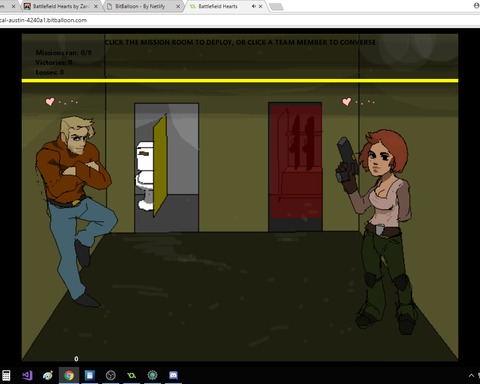 Battlefield Hearts by Za
BitBalloon - By Netlify
Battlefield Hearts
cal-austin-4240a1.bitballoon.com
CLICK THE MISSION ROOM TO DEPLOY, OR CLICK A TEAM MEMBER TO CONVERSE
Missions ran: 0/9
Victories: 0
Losses: 0
0